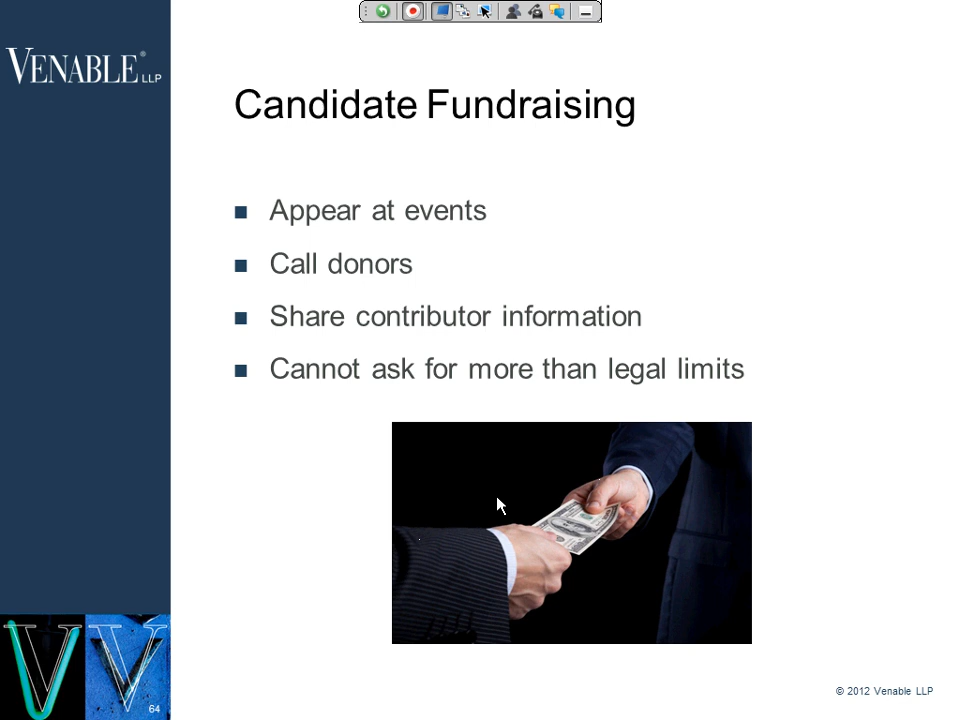 VENABLE® LLP
Candidate Fundraising
Appear at events
Call donors
Share contributor information
Cannot ask for more than legal limits
64
© 2012 Venable LLP